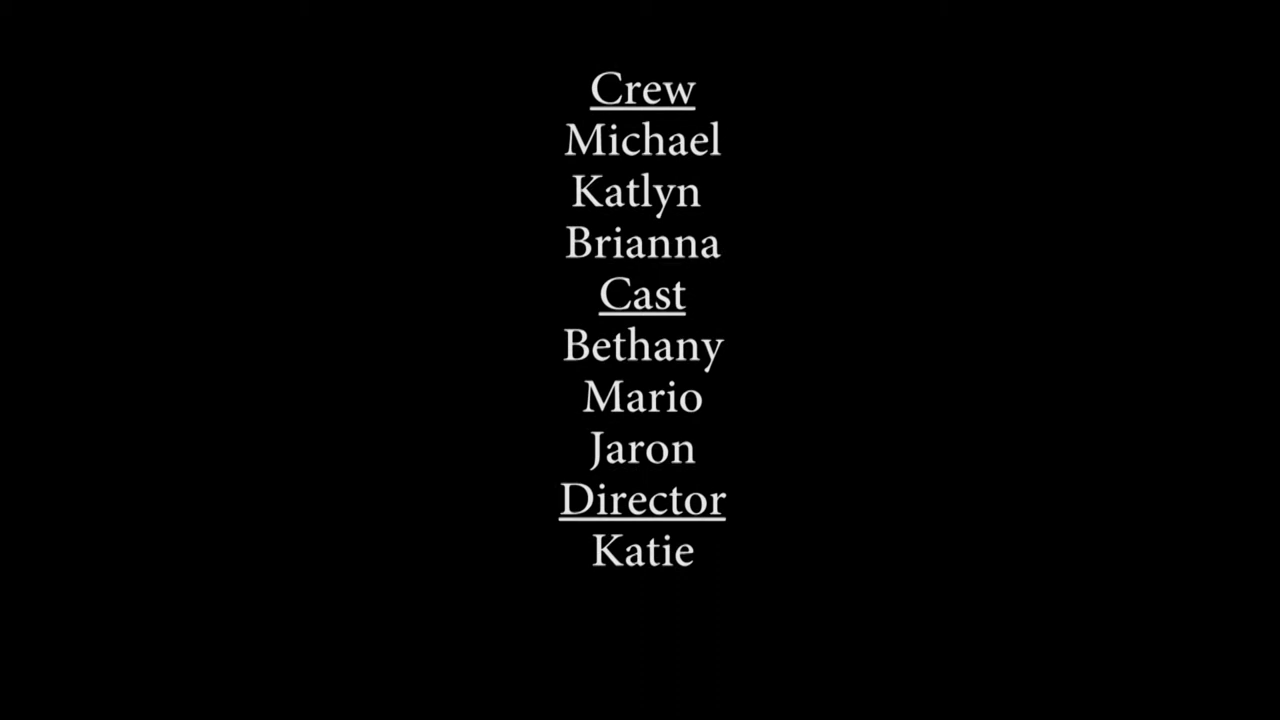 Crew
Michael
Katlyn
Brianna
Cast
Bethany
Mario
Jaron
Director
Katie